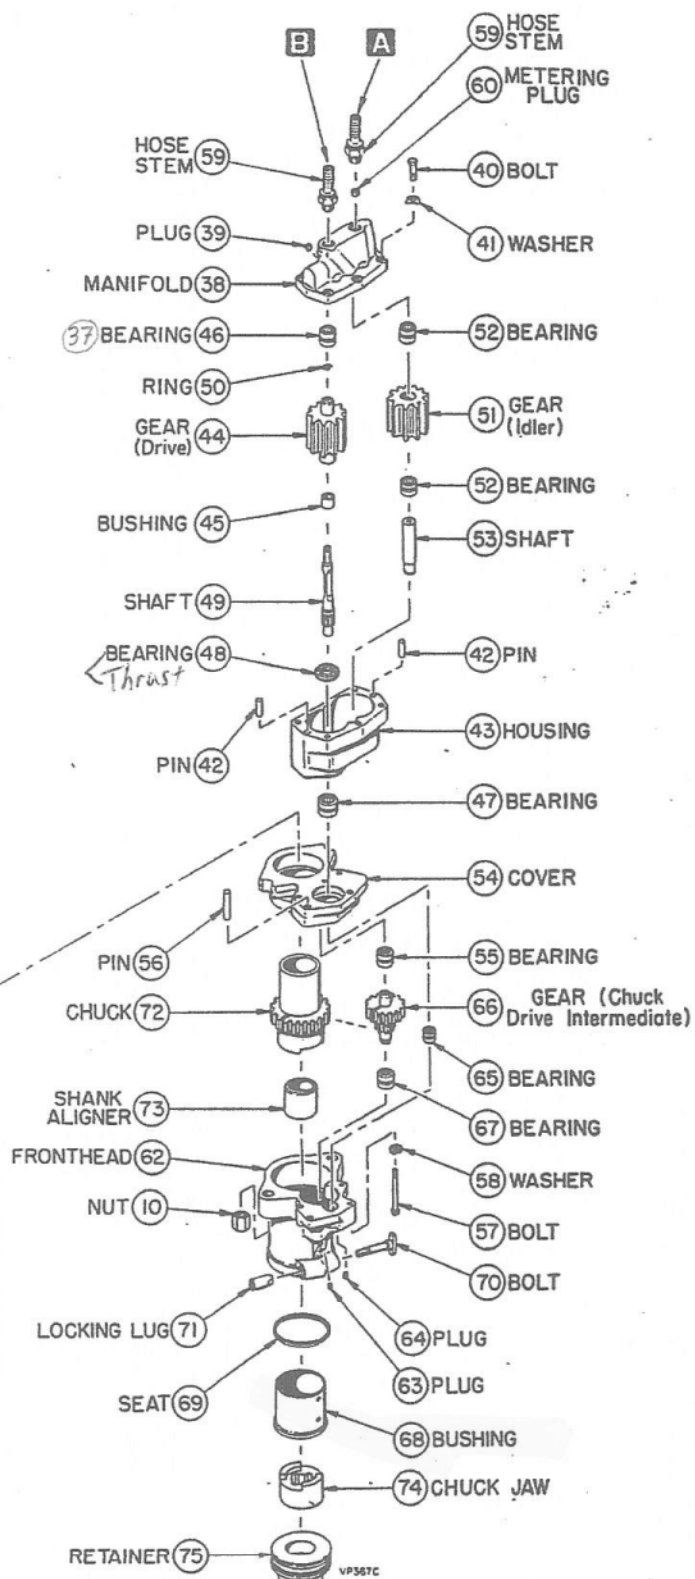 B
A
59 HOSE
STEM
60 METERING
PLUG
HOSE
STEM 59
40 BOLT
PLUG 39
41 WASHER
MANIFOLD 38
37 BEARING 46
52 BEARING
RING 50
GEAR
(Drive) 44
51 GEAR
(Idler)
52 BEARING
BUSHING 45
53 SHAFT
SHAFT 49
BEARING 48
Thrust
42 PIN
PIN 42
43 HOUSING
47 BEARING
54 COVER
PIN 56
55 BEARING
CHUCK 72
66 GEAR (Chuck
Drive Intermediate)
65 BEARING
SHANK
ALIGNER 73
67 BEARING
FRONTHEAD 62
58 WASHER
NUT 10
57 BOLT
70 BOLT
LOCKING LUG 71
64 PLUG
63 PLUG
SEAT 69
68 BUSHING
74 CHUCK JAW
RETAINER 75
VP367C